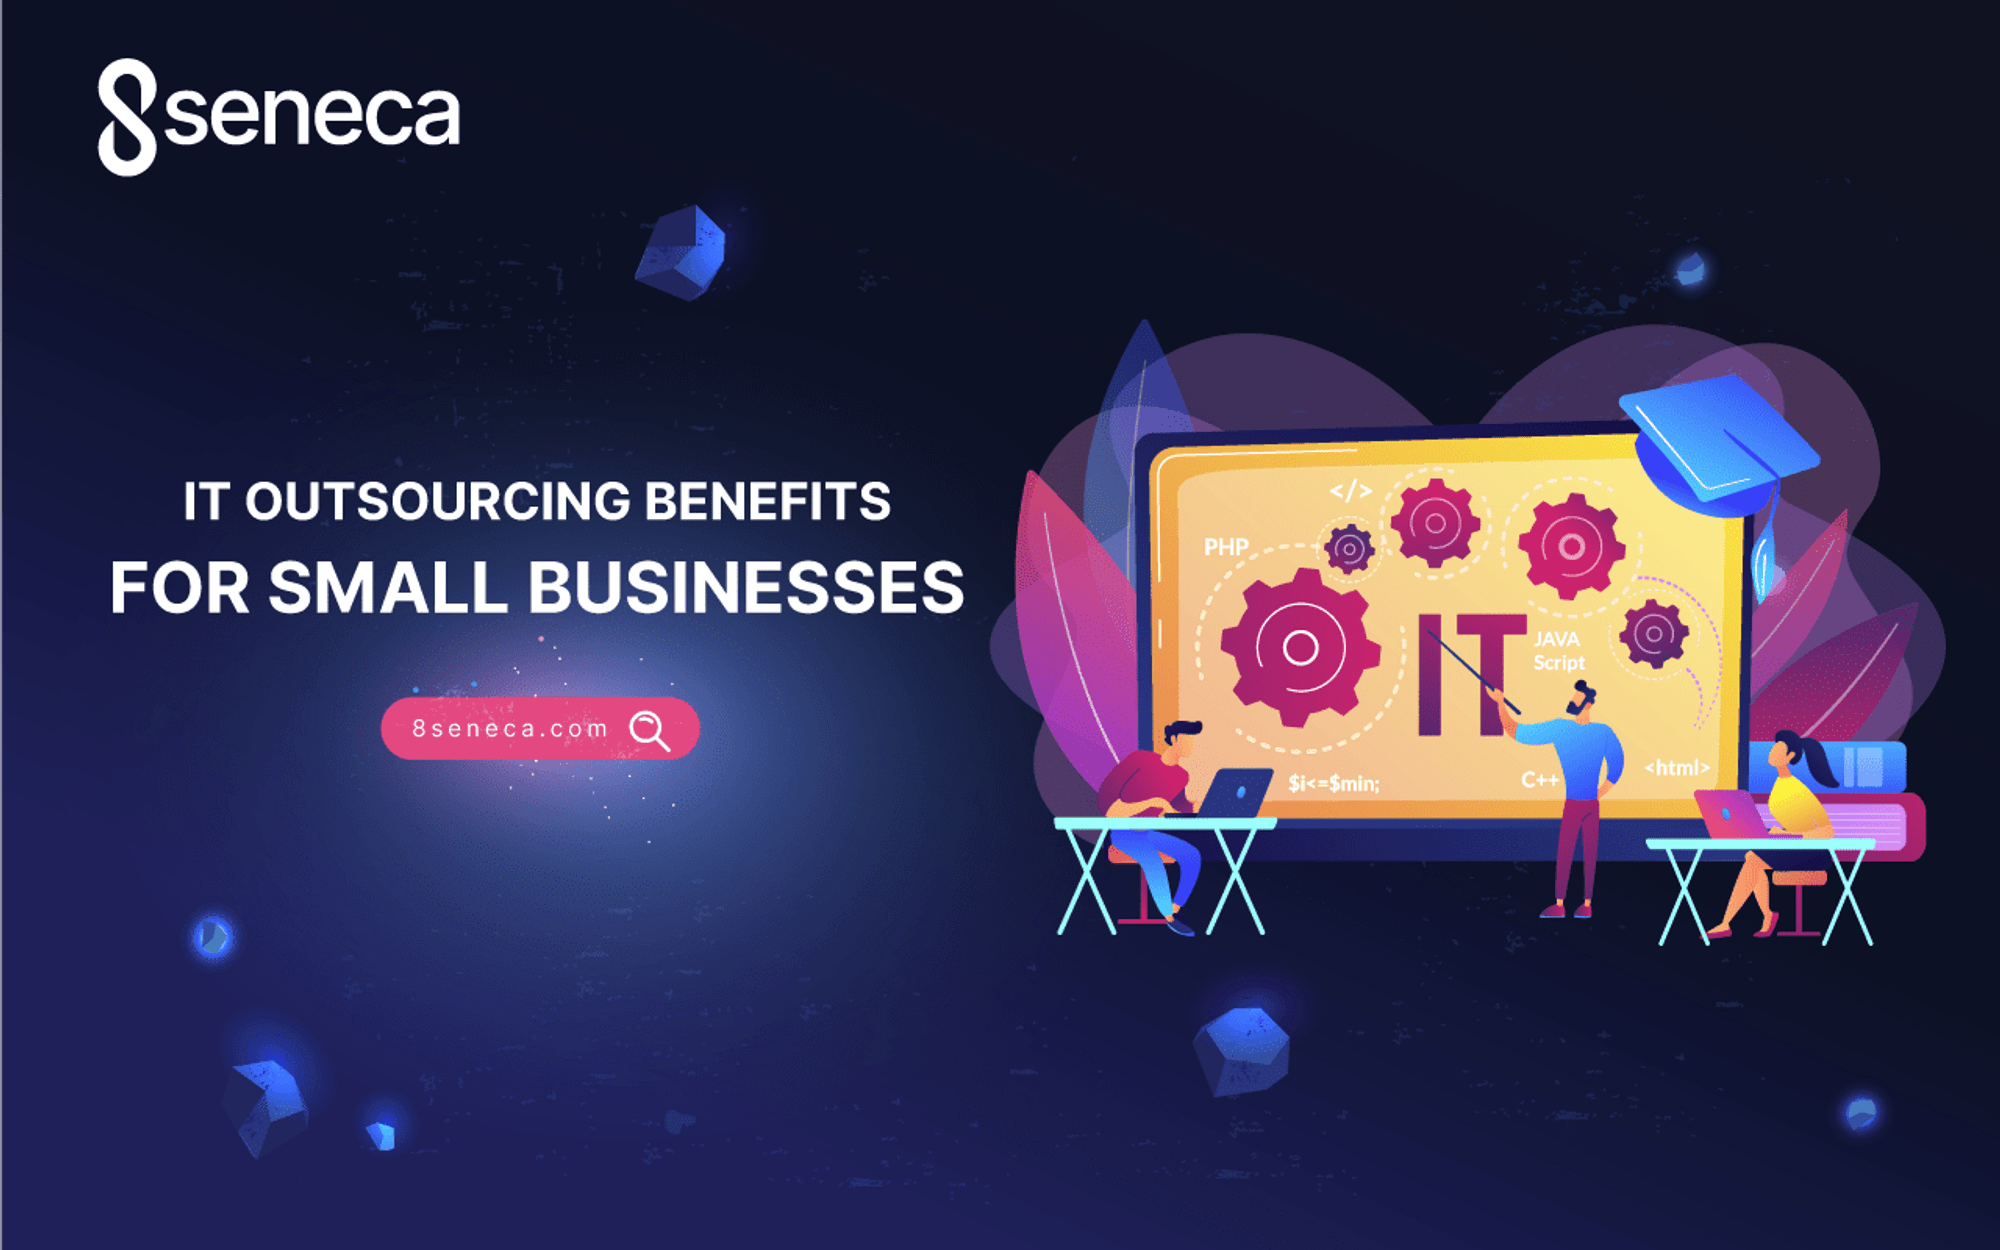 8seneca
IT OUTSOURCING BENEFITS
FOR SMALL BUSINESSES
8seneca.com
</>
PHP
IT
JAVA
Script
$i<=$min;
C++
<html>